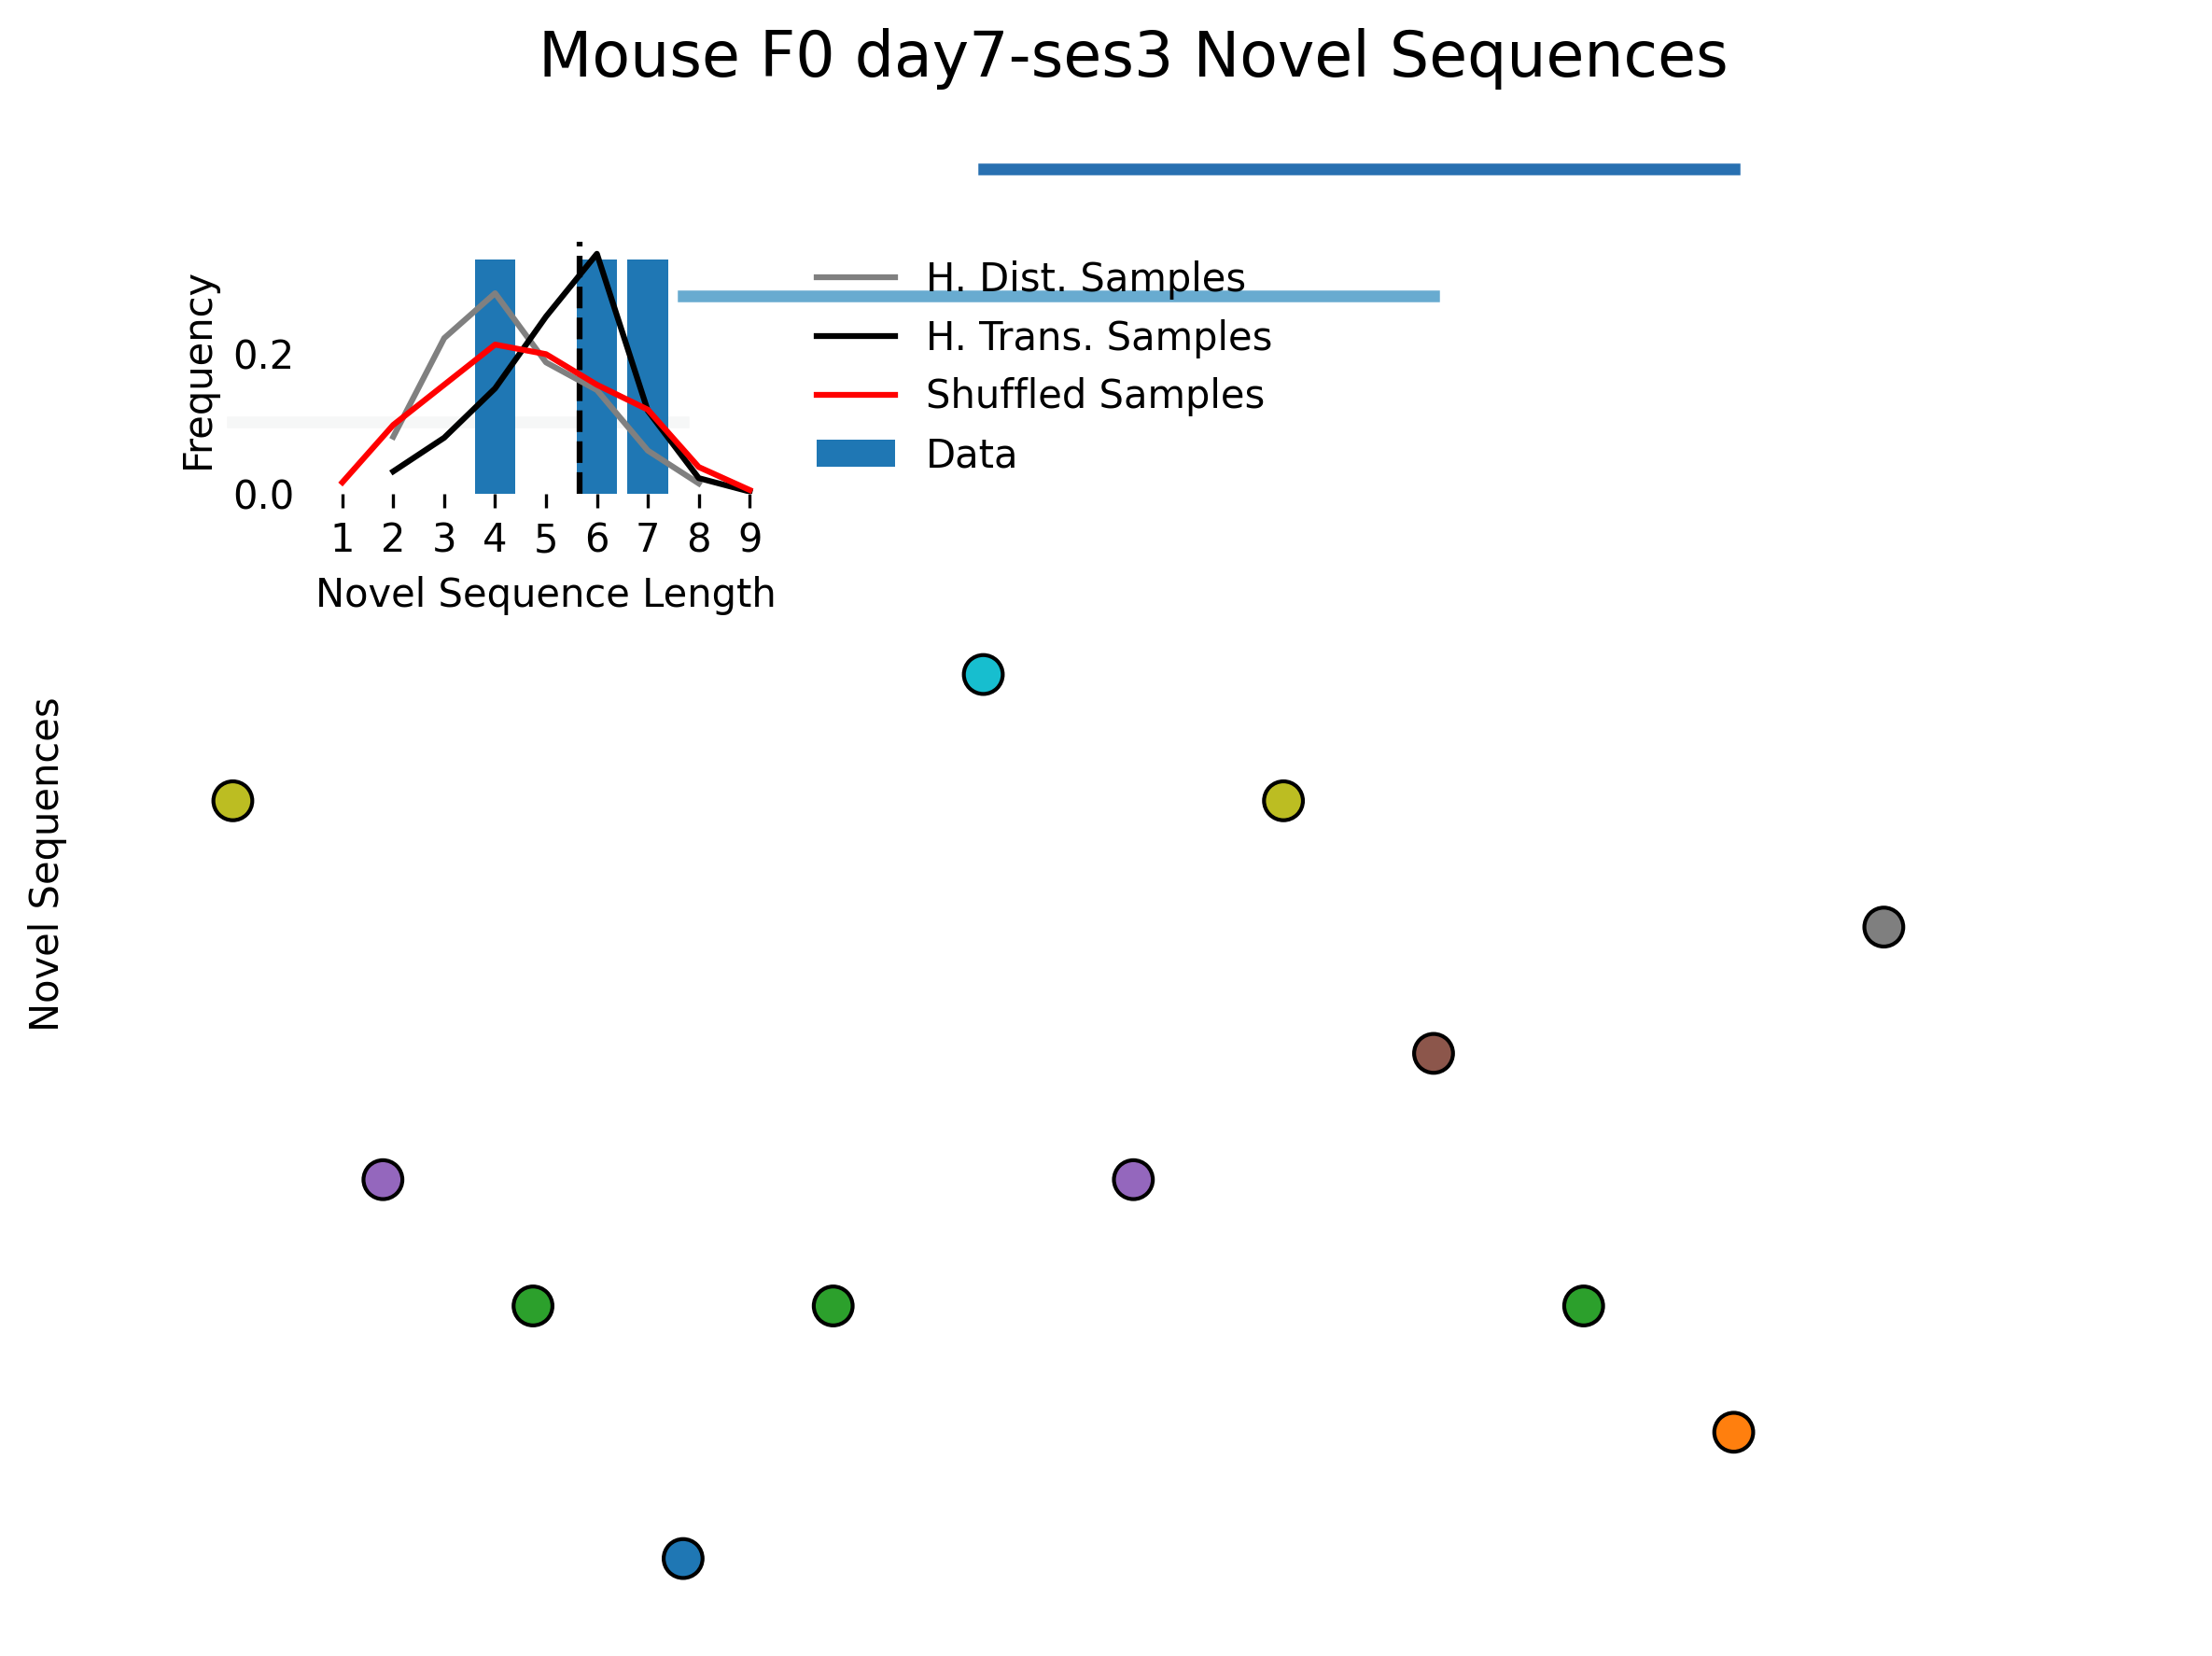 Mouse F0 day7-ses3 Novel Sequences
Frequency
0.2
0.0
1 2 3 4 5 6 7 8 9
Novel Sequence Length
H. Dist. Samples
H. Trans. Samples
Shuffled Samples
Data
Novel Sequences